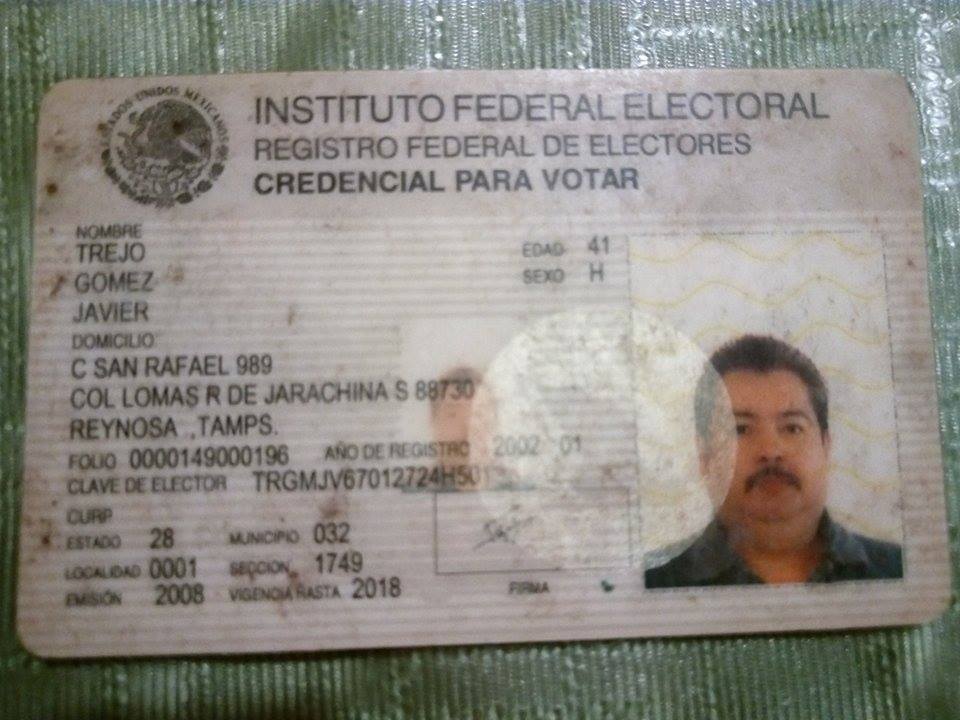 ESTADOS UNIDOS MEXICANOS
INSTITUTO FEDERAL ELECTORAL
REGISTRO FEDERAL DE ELECTORES
CREDENCIAL PARA VOTAR
NOMBRE
TREJO
GOMEZ
JAVIER
EDAD 41
SEXO H
DOMICILIO
C SAN RAFAEL 989
COL LOMAS R DE JARACHINA S 88730
REYNOSA ,TAMPS.
FOLIO 0000149000196 AÑO DE REGISTRO 2002 01
CLAVE DE ELECTOR TRGMJV67012724H501
CURP
ESTADO 28 MUNICIPIO 032
LOCALIDAD 0001 SECCION 1749
EMISIÓN 2008 VIGENCIA HASTA 2018
FIRMA